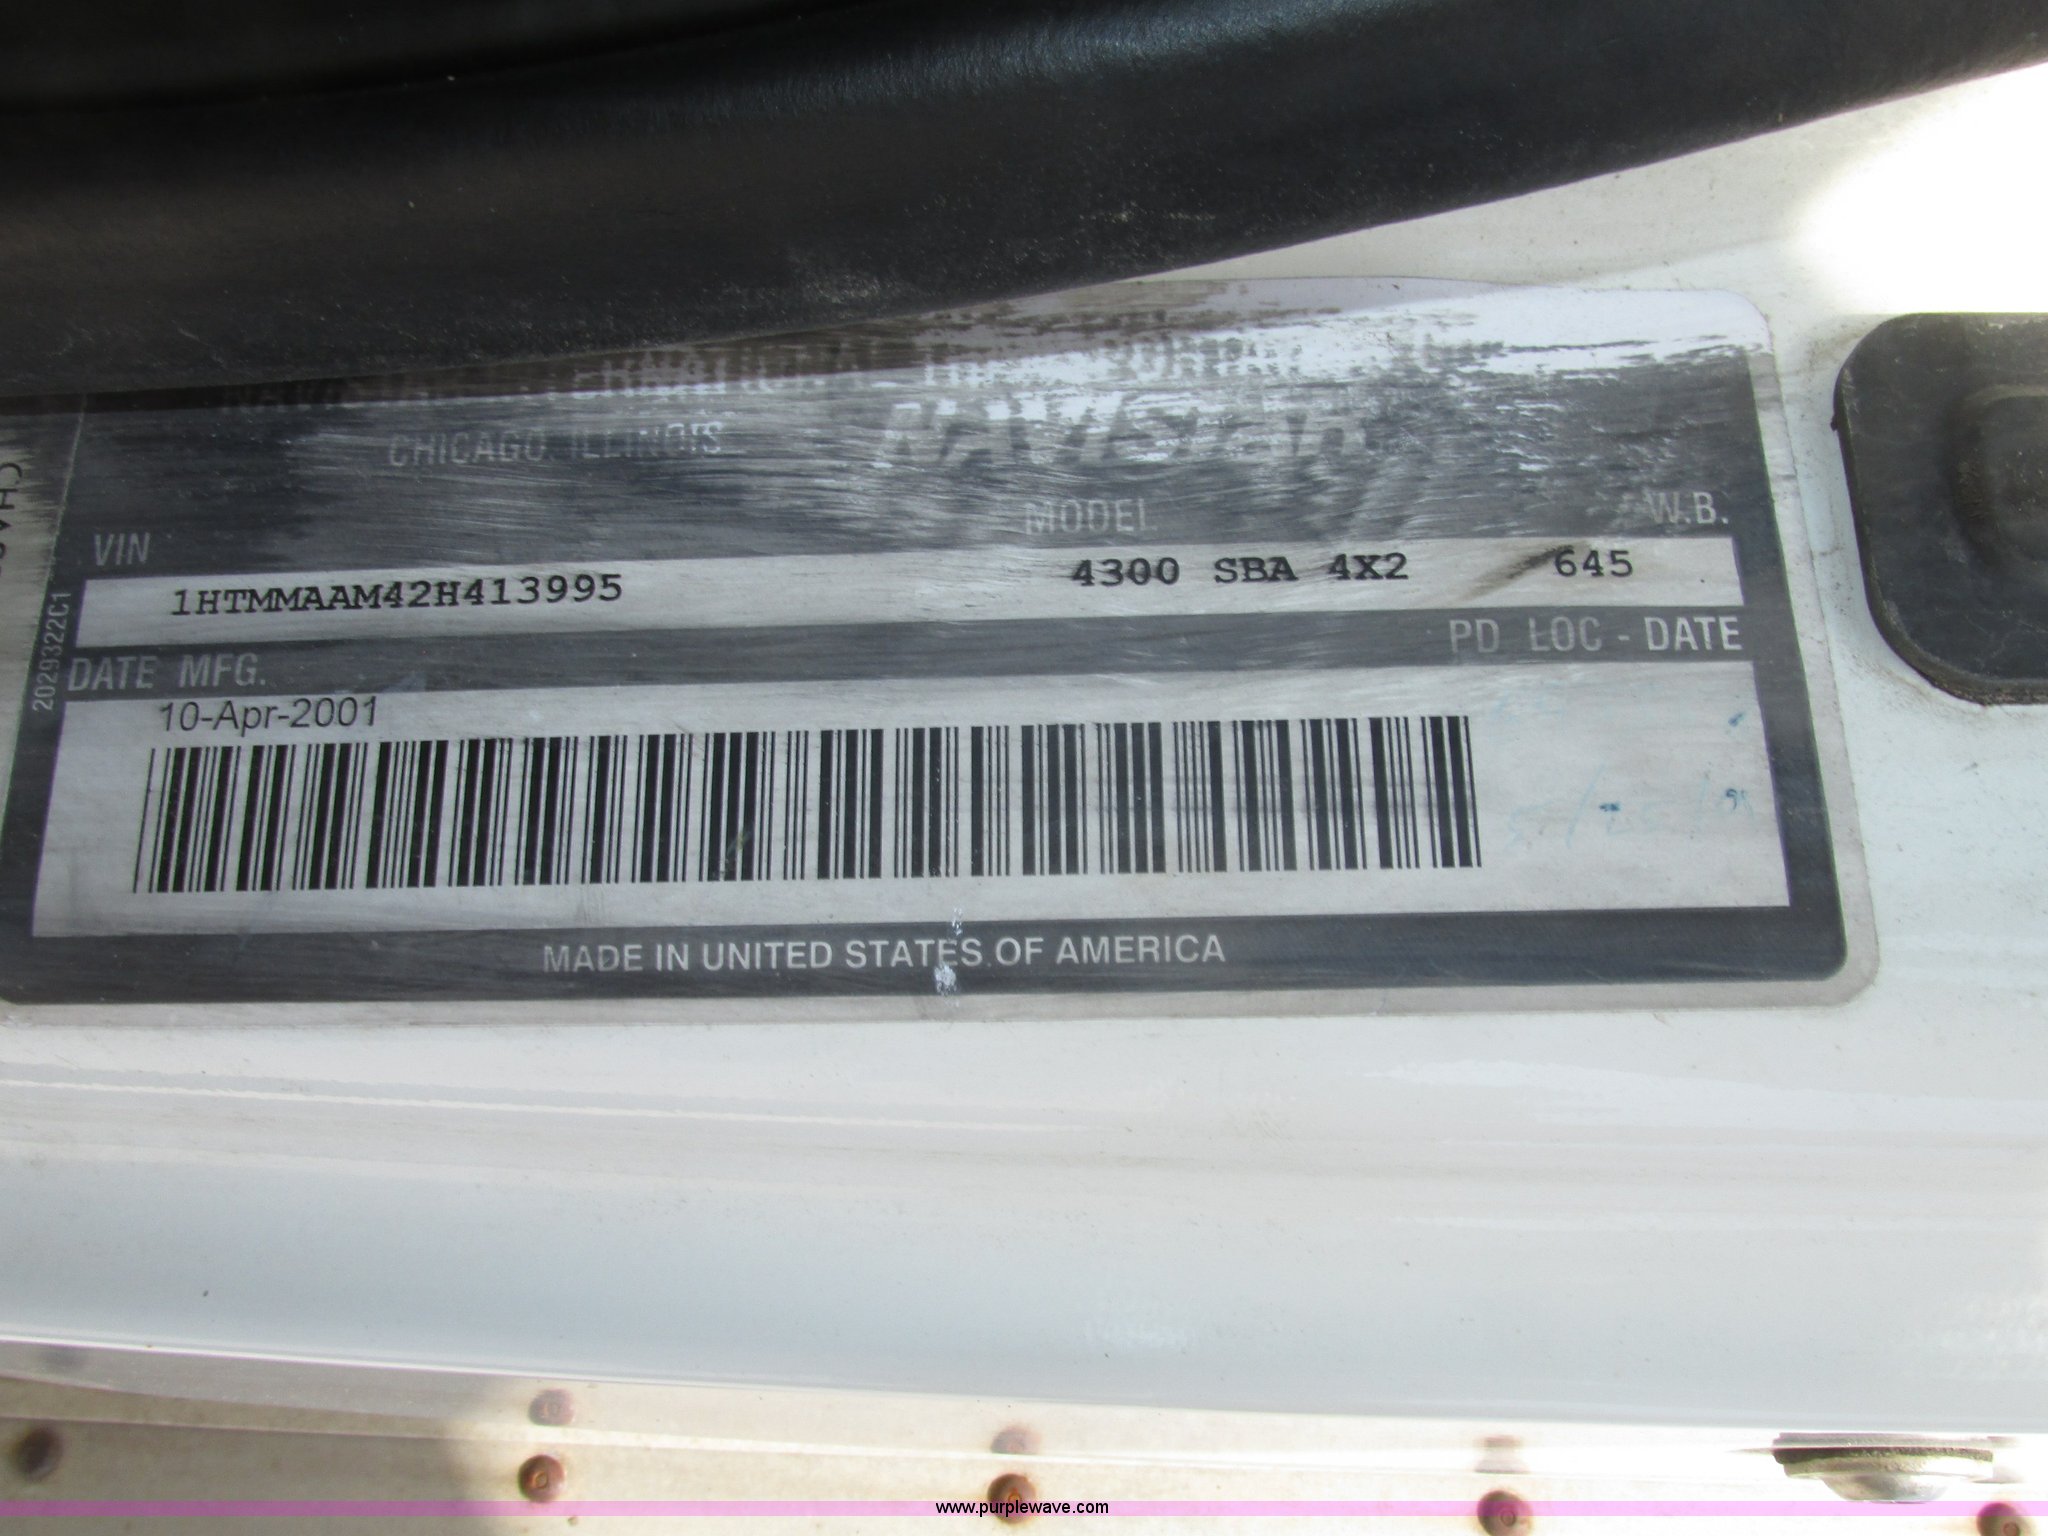 CHICAGO, ILLINOIS
NAVISTAR
VIN
MODEL
W.B.
1HTMMAAM42H413995
4300 SBA 4X2
645
DATE MFG.
PD LOC - DATE
10-Apr-2001
2029322C1
MADE IN UNITED STATES OF AMERICA
www.purplewave.com